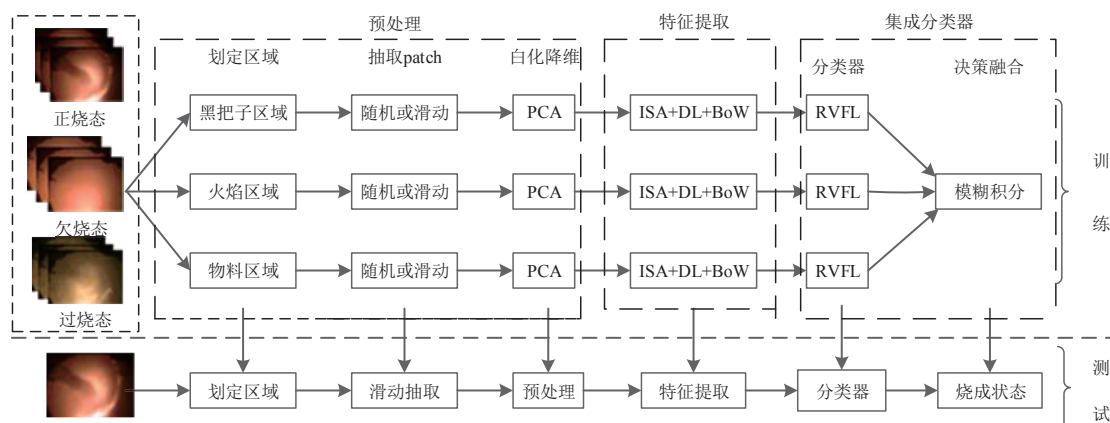 预处理
特征提取
集成分类器
划定区域
抽取patch
白化降维
分类器
决策融合
正烧态
黑把子区域
随机或滑动
PCA
ISA+DL+BoW
RVFL
训
欠烧态
火焰区域
随机或滑动
PCA
ISA+DL+BoW
RVFL
模糊积分
练
过烧态
物料区域
随机或滑动
PCA
ISA+DL+BoW
RVFL
测
划定区域
滑动抽取
预处理
特征提取
分类器
烧成状态
试